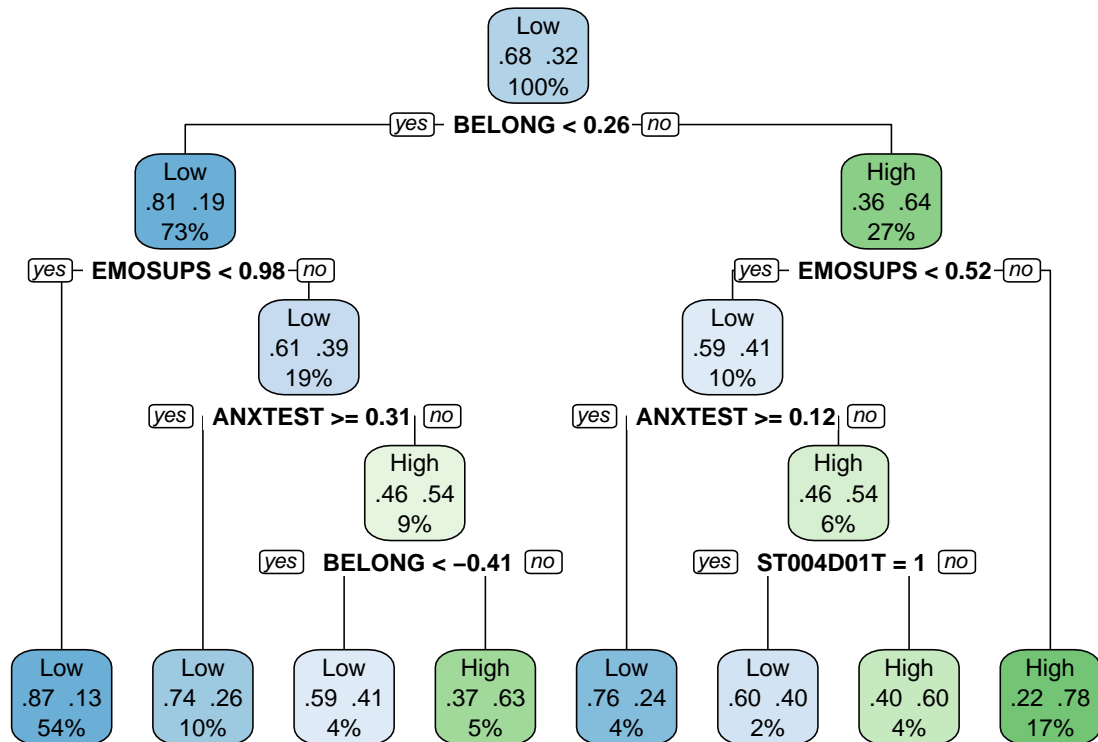 Low
.68 .32
100%
yes BELONG < 0.26 no
Low
.81 .19
73%
High
.36 .64
27%
yes EMOSUPS < 0.98 no
yes EMOSUPS < 0.52 no
Low
.61 .39
19%
Low
.59 .41
10%
yes ANXTEST >= 0.31 no
yes ANXTEST >= 0.12 no
High
.46 .54
9%
High
.46 .54
6%
yes BELONG < −0.41 no
yes ST004D01T = 1 no
Low
.87 .13
54%
Low
.74 .26
10%
Low
.59 .41
4%
High
.37 .63
5%
Low
.76 .24
4%
Low
.60 .40
2%
High
.40 .60
4%
High
.22 .78
17%